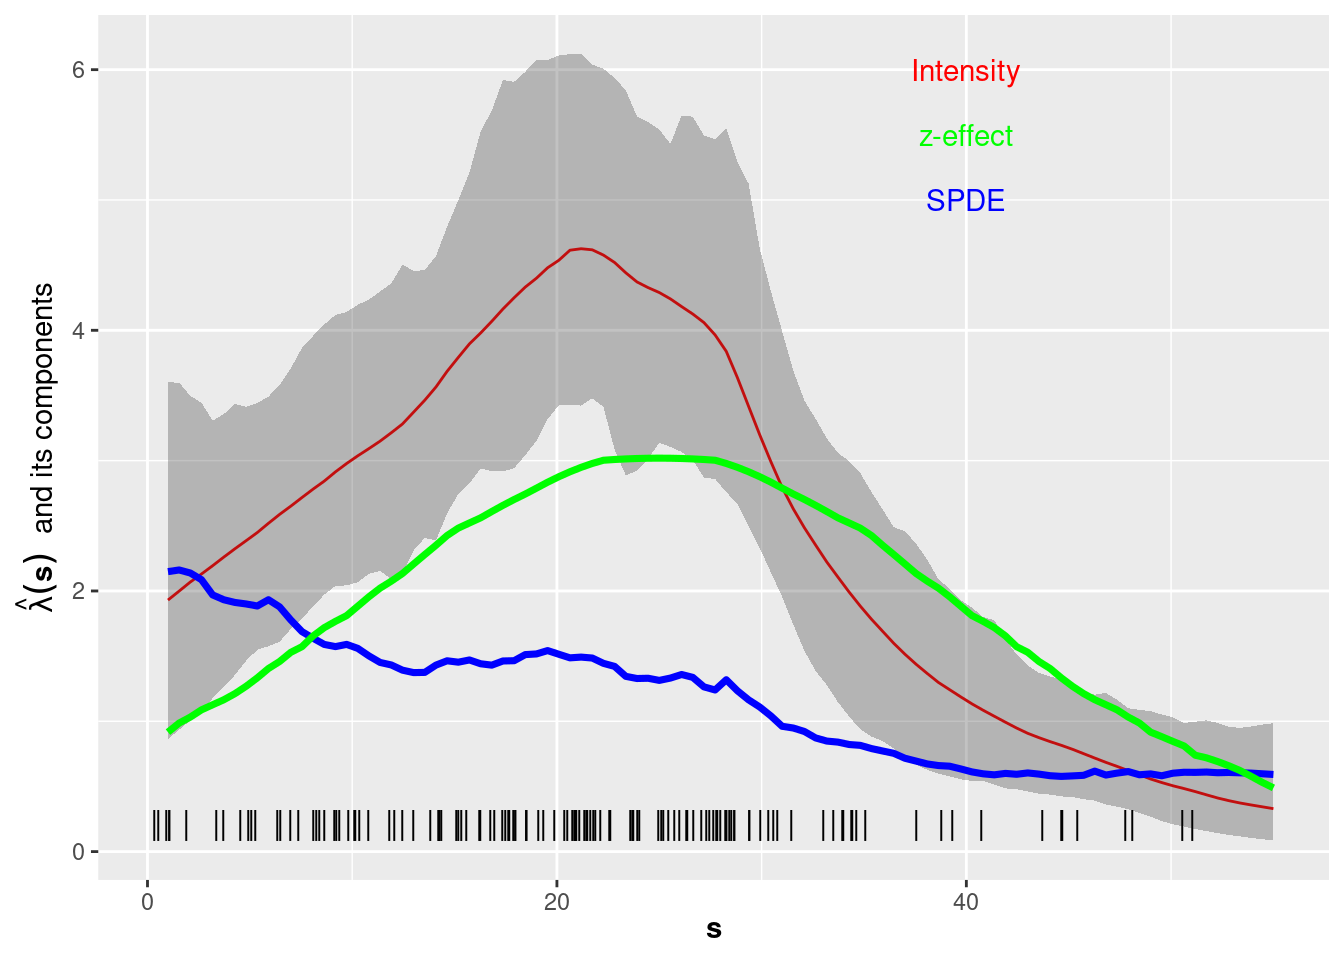 Intensity
z-effect
SPDE
6
4
2
0
λ̂(s) and its components
0 20 40
s